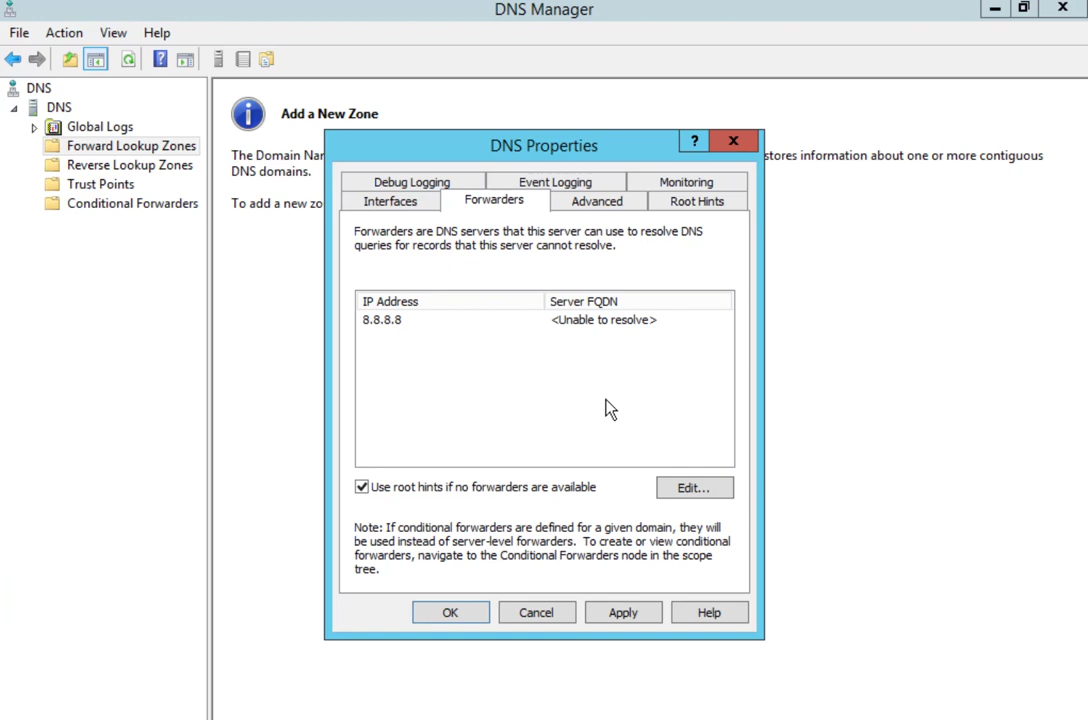 DNS Manager
File Action View Help
DNS
DNS
Global Logs
Forward Lookup Zones
Reverse Lookup Zones
Trust Points
Conditional Forwarders
Add a New Zone
The Domain Nar
stores information about one or more contiguous
DNS domains.
To add a new zo
DNS Properties
?
Debug Logging Event Logging Monitoring
Interfaces Forwarders Advanced Root Hints
Forwarders are DNS servers that this server can use to resolve DNS
queries for records that this server cannot resolve.
IP Address Server FQDN
8.8.8.8 <Unable to resolve>
Use root hints if no forwarders are available
Edit...
Note: If conditional forwarders are defined for a given domain, they will
be used instead of server-level forwarders. To create or view conditional
forwarders, navigate to the Conditional Forwarders node in the scope
tree.
OK Cancel Apply Help